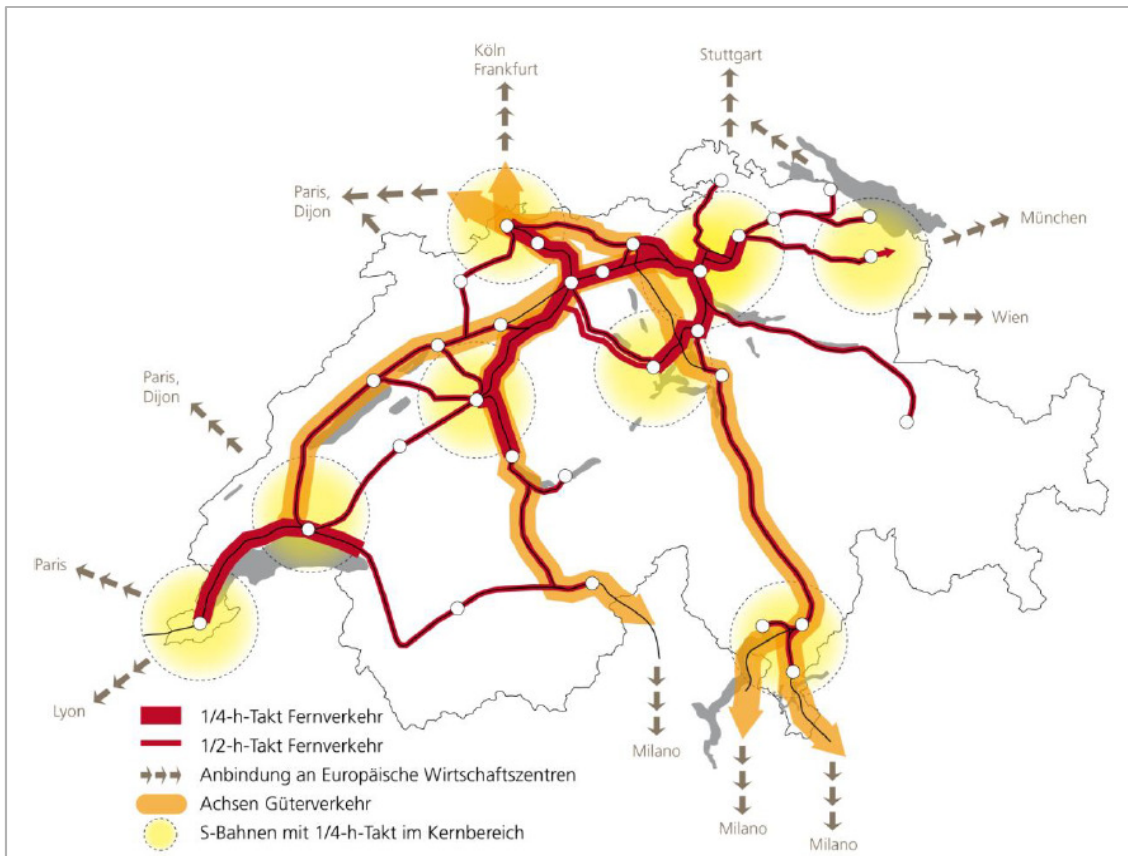 Köln
Frankfurt
Stuttgart
Paris,
Dijon
München
Wien
Paris,
Dijon
Paris
Lyon
Milano
Milano
Milano
1/4-h-Takt Fernverkehr
1/2-h-Takt Fernverkehr
Anbindung an Europäische Wirtschaftszentren
Achsen Güterverkehr
S-Bahnen mit 1/4-h-Takt im Kernbereich